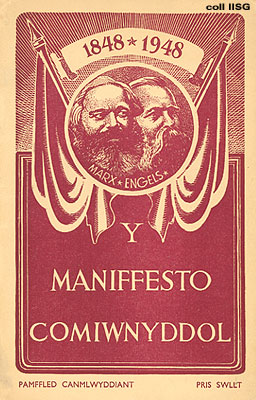 coll IISG
1848 ★ 1948
MARX ★ ENGELS
Y
MANIFFESTO
COMIWNYDDOL
PAMFFLED CANMLWYDDIANT PRIS SWLLT